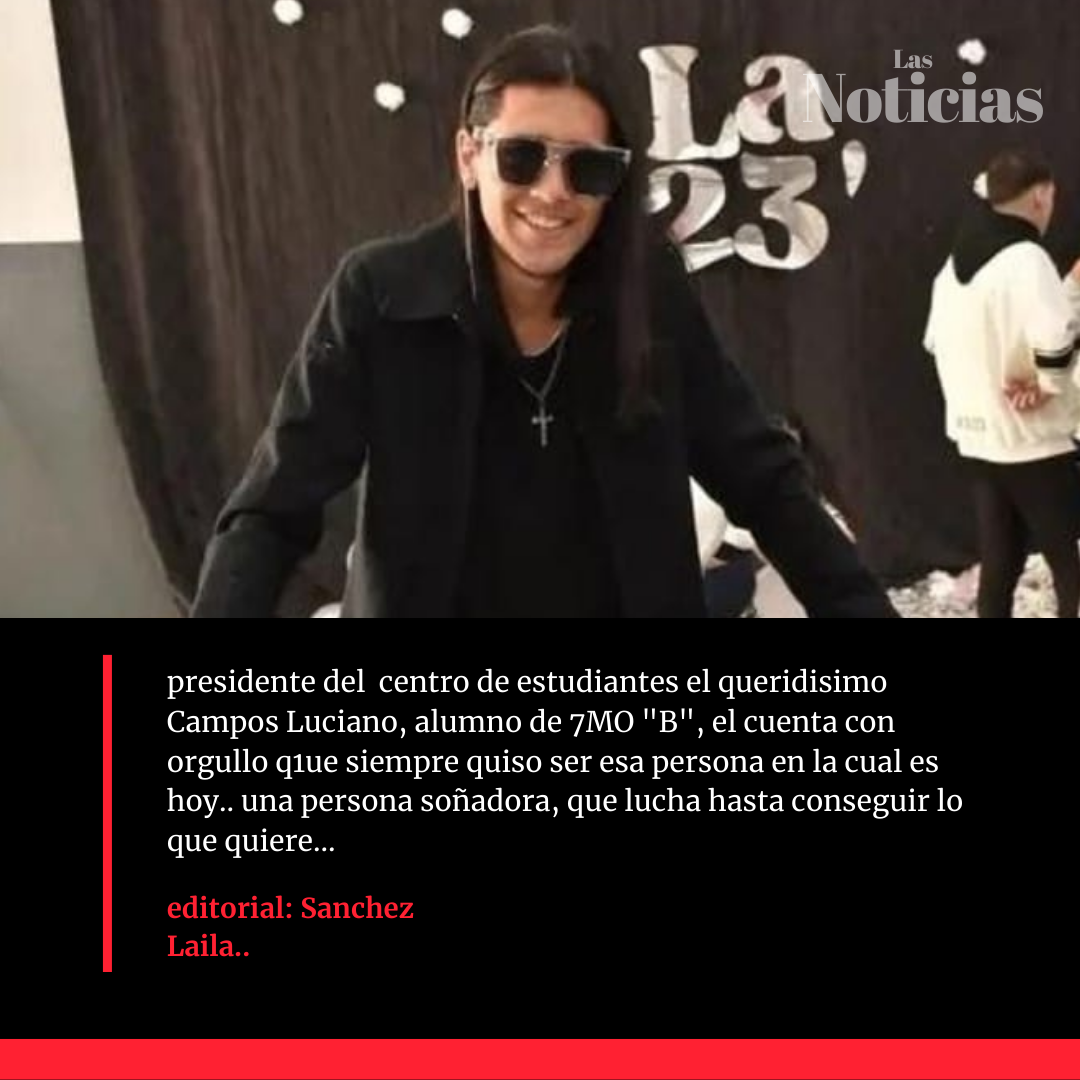 Las
Noticias
La
23'
presidente del  centro de estudiantes el queridisimo
Campos Luciano, alumno de 7MO "B", el cuenta con
orgullo q1ue siempre quiso ser esa persona en la cual es
hoy.. una persona soñadora, que lucha hasta conseguir lo
que quiere...
editorial: Sanchez
Laila..